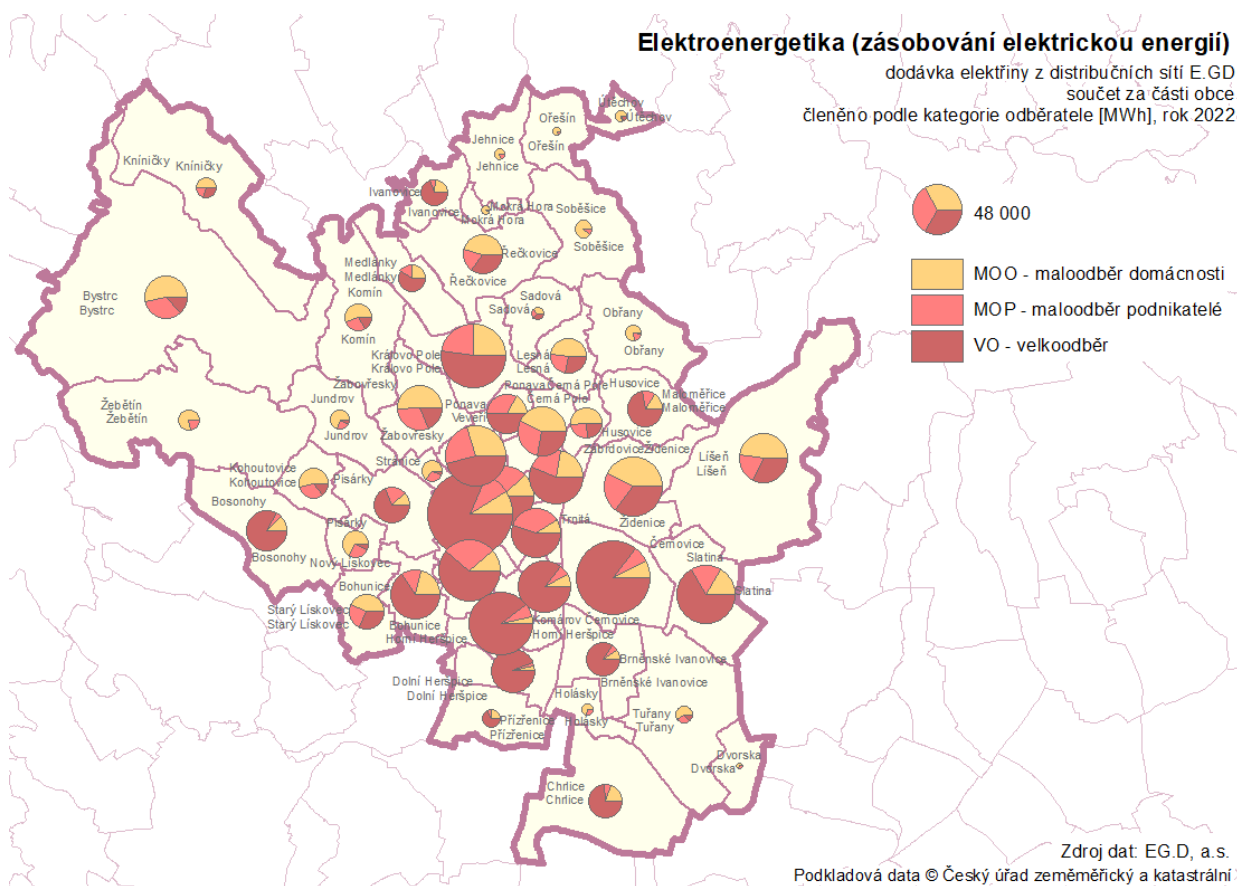 Elektroenergetika (zásobování elektrickou energií)
dodávka elektřiny z distribučních sítí E.GD
součet za části obce
členěno podle kategorie odběratele [MWh], rok 2022
48 000
MOO - maloodběr domácnosti
MOP - maloodběr podnikatelé
VO - velkoodběr
Útěchov
Útěchov
Ořešín
Ořešín
Jehnice
Jehnice
Kníničky
Kníničky
Ivanovice
Ivanovice
Mokrá Hora
Mokrá Hora
Soběšice
Soběšice
Řečkovice
Řečkovice
Medlánky
Medlánky
Komín
Komín
Bystrc
Bystrc
Sadová
Sadová
Obřany
Obřany
Královo Pole
Královo Pole
Lesná
Lesná
Žabovřesky
Žabovřesky
Ponava
Černá Pole
Černá Pole
Husovice
Husovice
Maloměřice
Maloměřice
Jundrov
Jundrov
Ponava
Veveří
Žebětín
Žebětín
Zábrdovice
Židenice
Židenice
Líšeň
Líšeň
Stránice
Kohoutovice
Kohoutovice
Pisárky
Pisárky
Bosonohy
Bosonohy
Trnitá
Nový Lískovec
Černovice
Slatina
Slatina
Bohunice
Bohunice
Starý Lískovec
Starý Lískovec
Horní Heršpice
Komárov
Černovice
Horní Heršpice
Brněnské Ivanovice
Brněnské Ivanovice
Dolní Heršpice
Dolní Heršpice
Holásky
Holásky
Tuřany
Tuřany
Přízřenice
Přízřenice
Dvorska
Dvorska
Chrlice
Chrlice
Zdroj dat: EG.D, a.s.
Podkladová data © Český úřad zeměměřický a katastrální